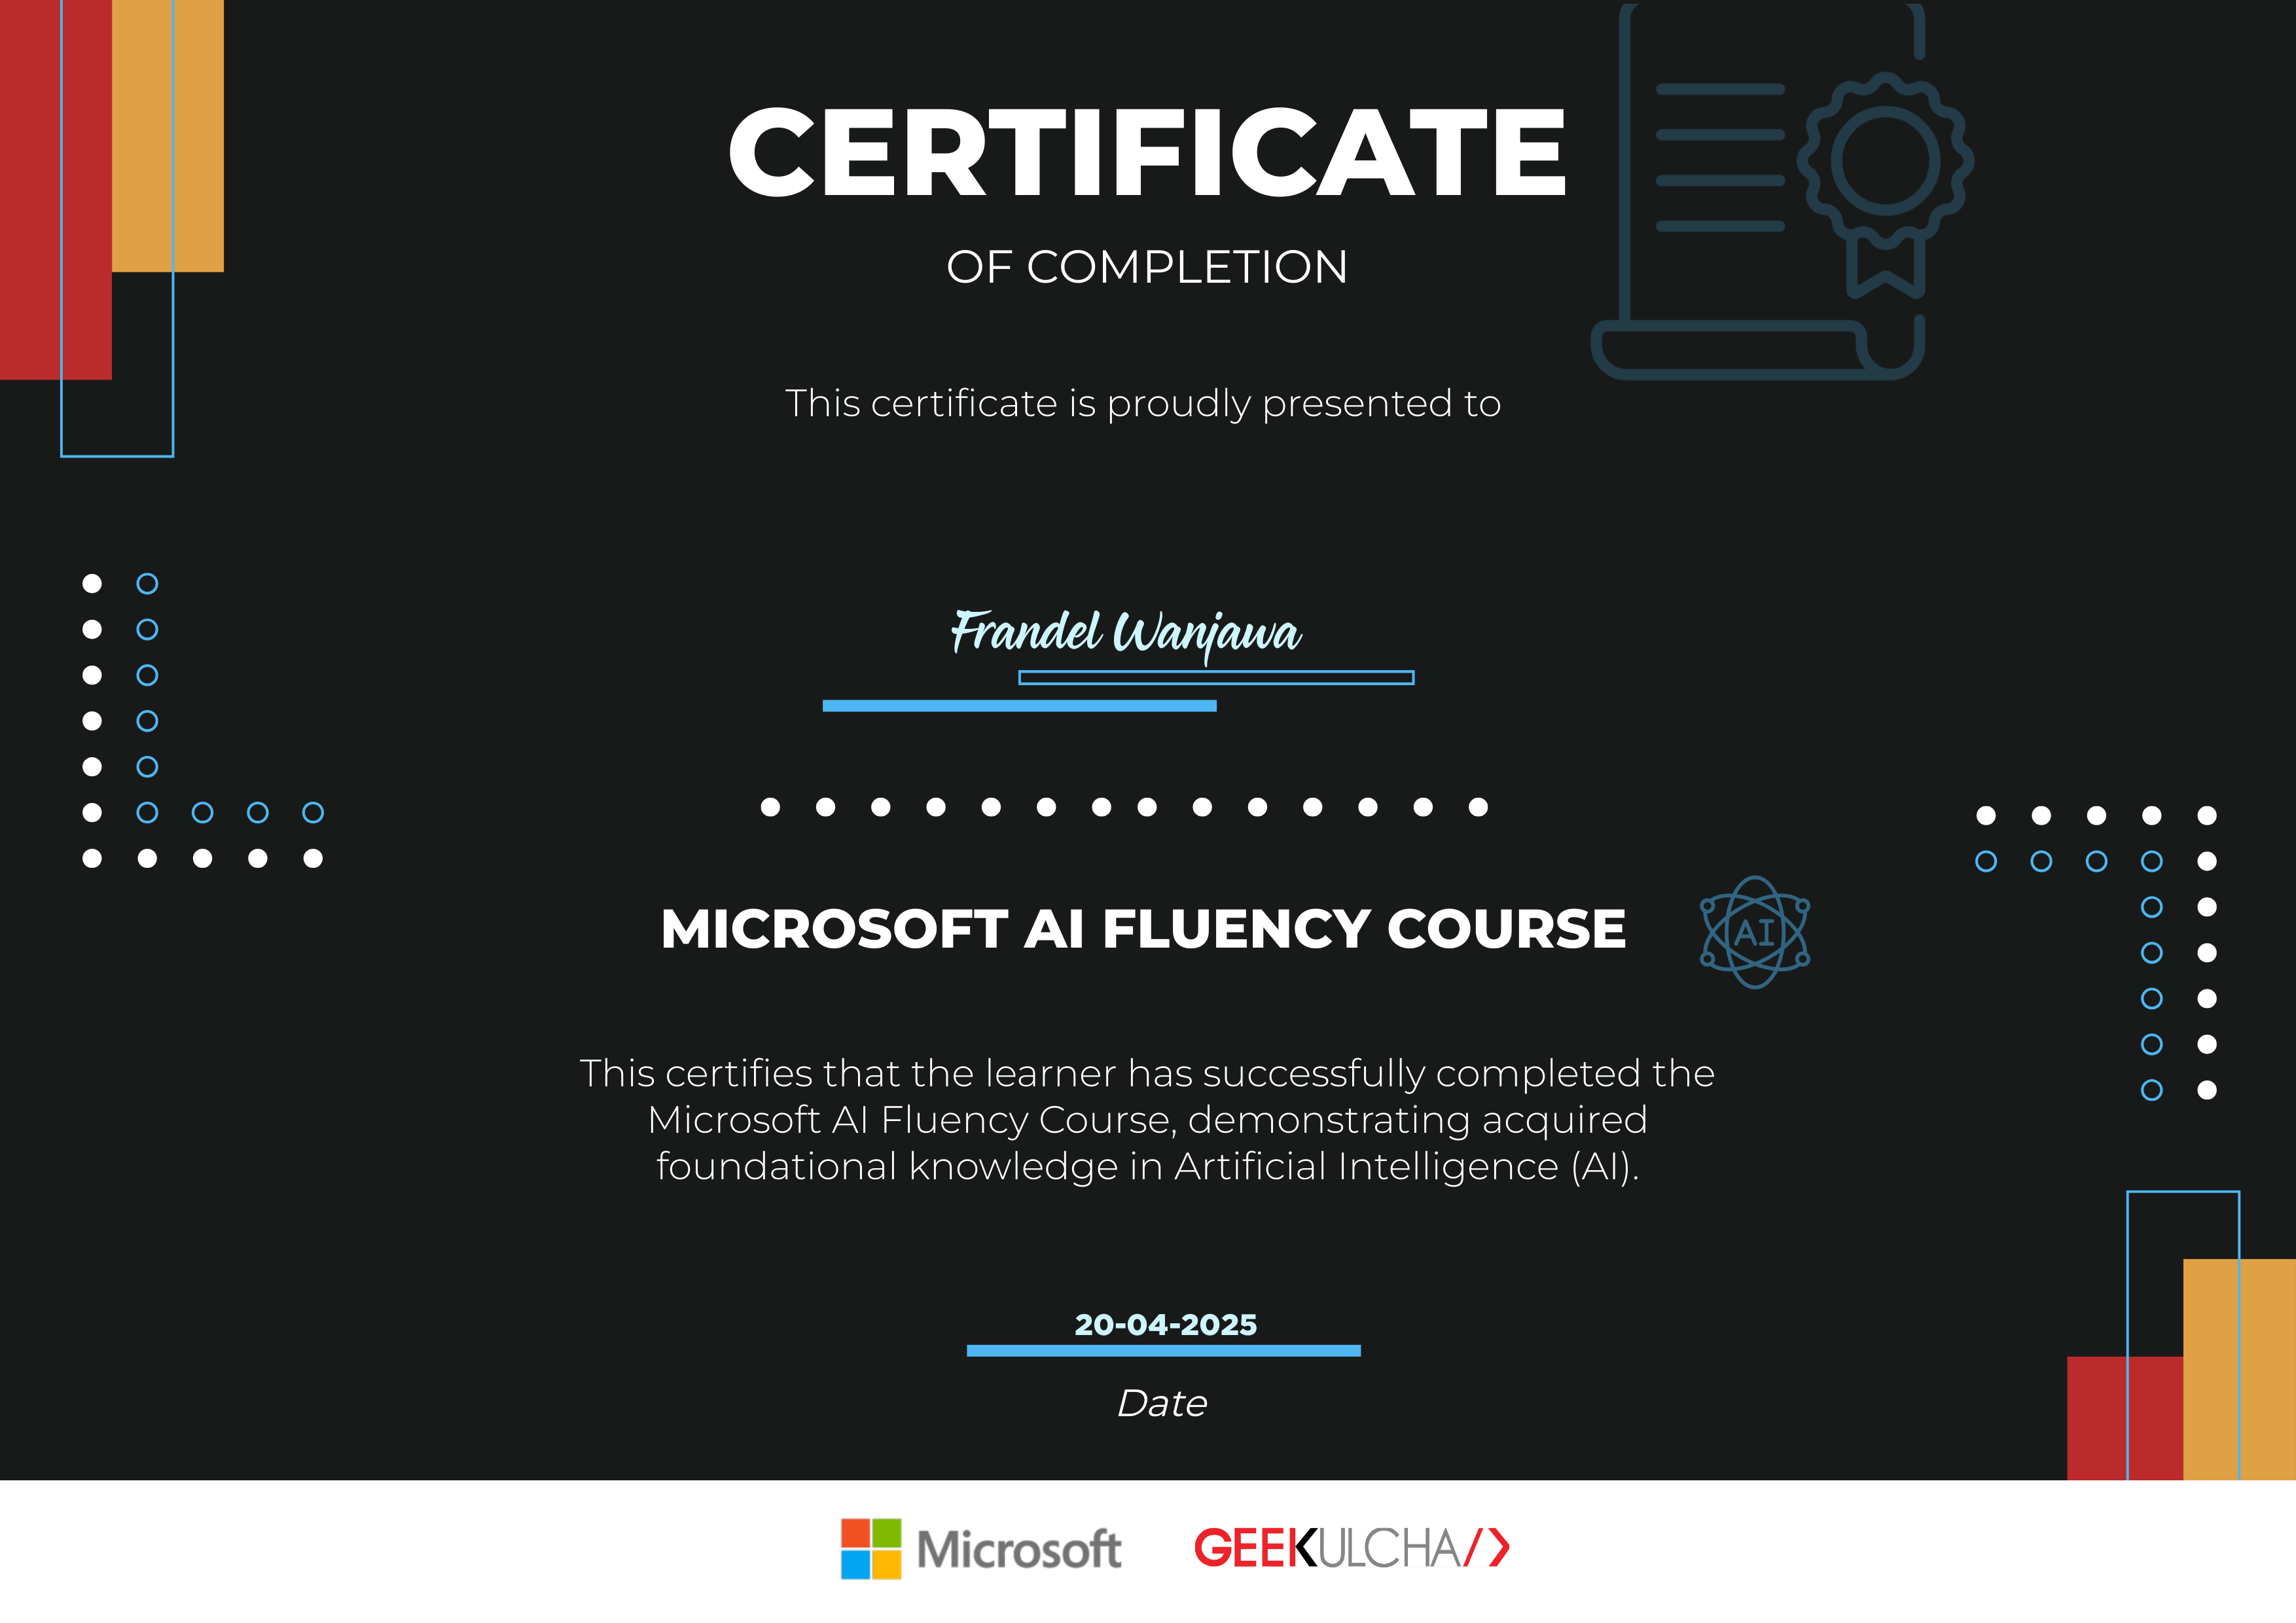 CERTIFICATE
OF COMPLETION
This certificate is proudly presented to
Frandel Wanjawa
MICROSOFT AI FLUENCY COURSE
AI
This certifies that the learner has successfully completed the
Microsoft AI Fluency Course, demonstrating acquired
foundational knowledge in Artificial Intelligence (AI).
20-04-2025
Date
Microsoft GEEKULCHA/>